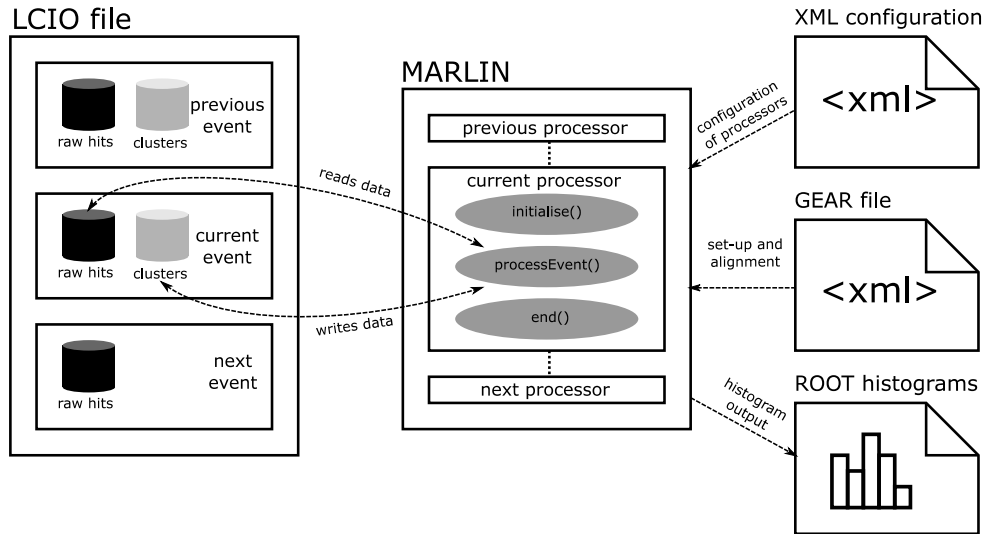 LCIO file
previous
event
raw hits
clusters
current
event
raw hits
clusters
next
event
raw hits
reads data
writes data
MARLIN
previous processor
current processor
initialise()
processEvent()
end()
next processor
configuration
of processors
set-up and
alignment
histogram
output
XML configuration
<xml>
GEAR file
<xml>
ROOT histograms